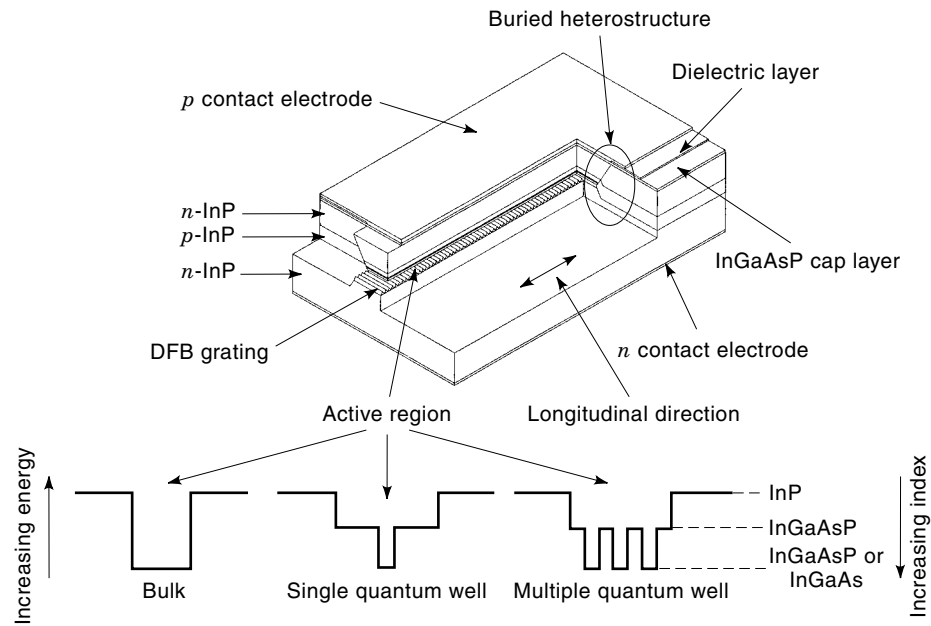 Buried heterostructure
Dielectric layer
p contact electrode
n-InP
p-InP
n-InP
InGaAsP cap layer
DFB grating
n contact electrode
Active region
Longitudinal direction
Increasing energy
Increasing index
InP
InGaAsP
InGaAsP or
InGaAs
Bulk
Single quantum well
Multiple quantum well